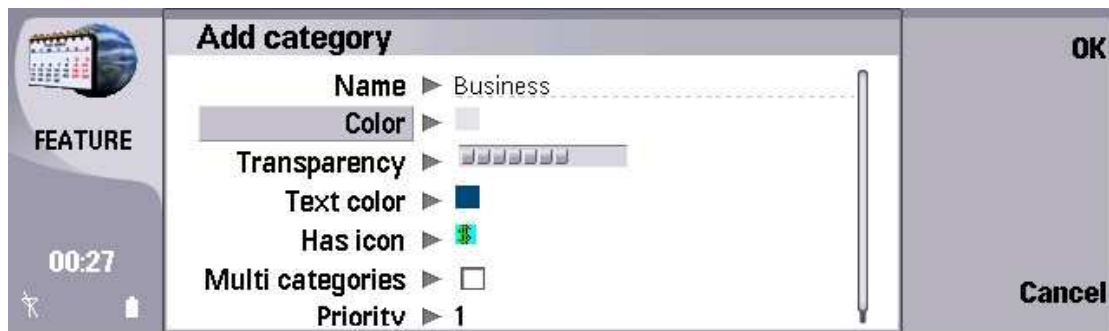 Add category
OK
Name Business
Color
FEATURE
Transparency
Text color
Has icon $
00:27
Multi categories
Cancel
Priority 1